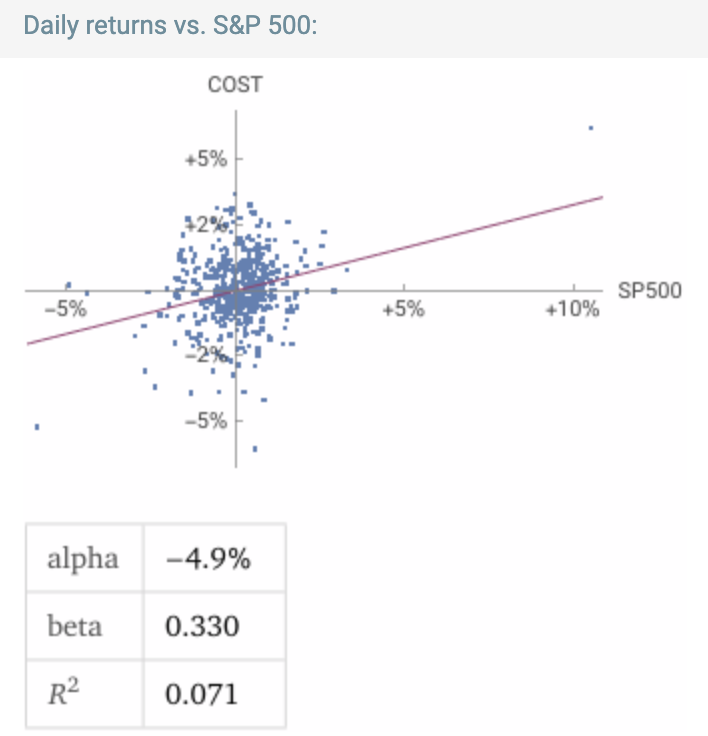 Daily returns vs. S&P 500:
COST
+5%
+2%
SP500
−5%
+5%
+10%
−2%
−5%
alpha −4.9%
beta 0.330
R² 0.071